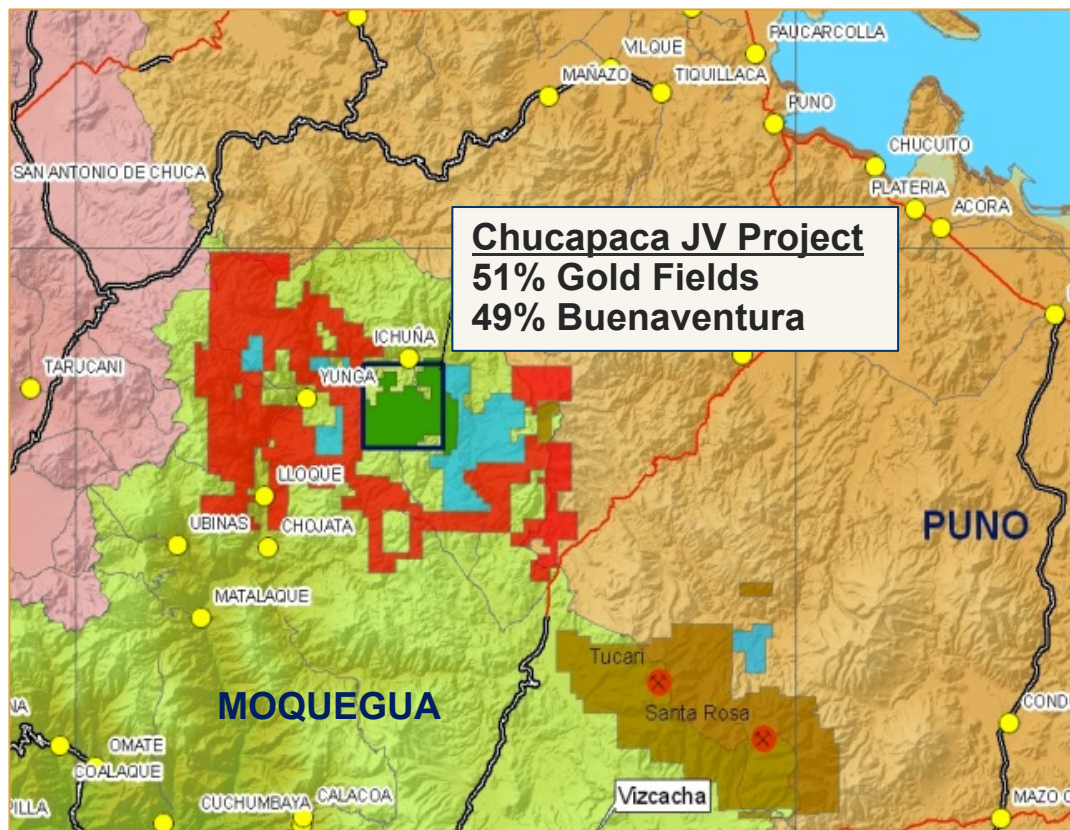 PAUCARCOLLA
VILQUE
MAÑAZO
TIQUILLACA
PUNO
SAN ANTONIO DE CHUCA
CHUCUITO
PLATERIA
ACORA
Chucapaca JV Project
51% Gold Fields
49% Buenaventura
ICHUÑA
TARUCANI
YUNGA
LLOQUE
UBINAS
CHOJATA
PUNO
MATALAQUE
Tucari
MOQUEGUA
Santa Rosa
OMATE
COALAQUE
CUCHUMBAYA
CALACOA
Vizcacha